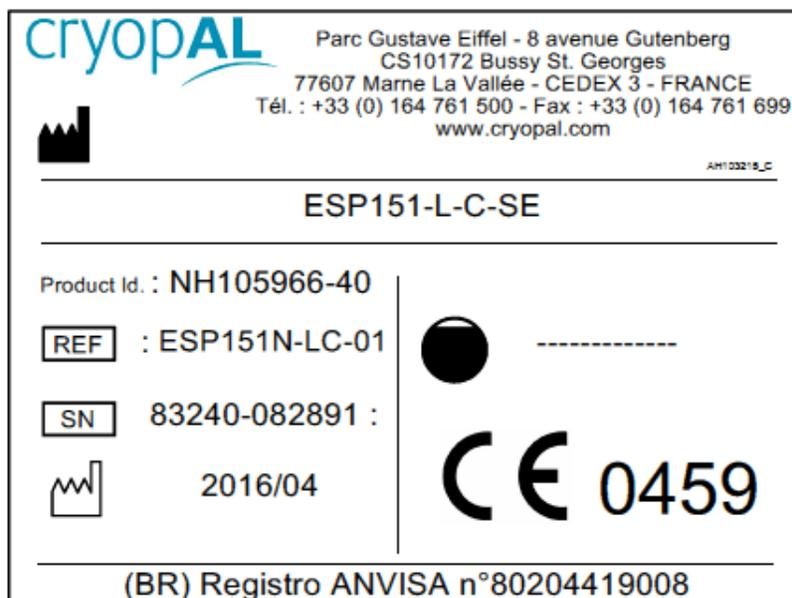 cryopAL
Parc Gustave Eiffel - 8 avenue Gutenberg
CS10172 Bussy St. Georges
77607 Marne La Vallée - CEDEX 3 - FRANCE
Tél. : +33 (0) 164 761 500 - Fax : +33 (0) 164 761 699
www.cryopal.com
AH103215_C
ESP151-L-C-SE
Product Id. : NH105966-40
REF : ESP151N-LC-01
-------------
SN 83240-082891 :
2016/04
CE 0459
(BR) Registro ANVISA n°80204419008